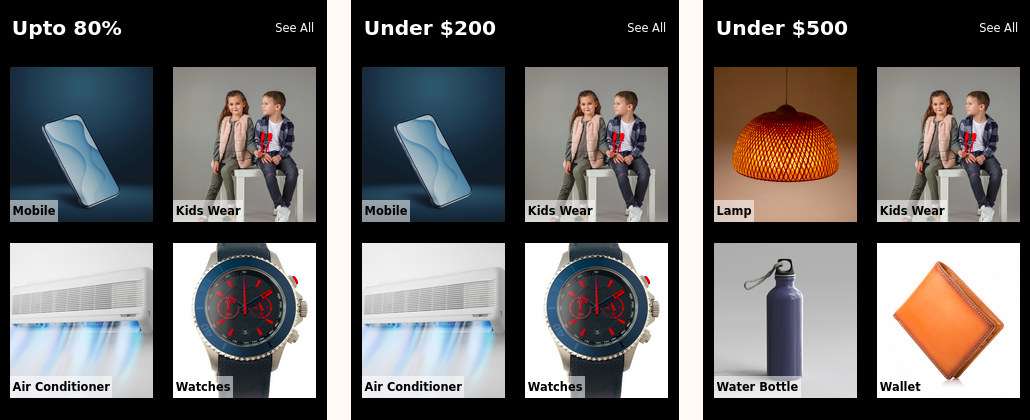 Upto 80%
See All
Mobile
Kids Wear
Air Conditioner
Watches
Under $200
See All
Mobile
Kids Wear
Air Conditioner
Watches
Under $500
See All
Lamp
Kids Wear
Water Bottle
Wallet